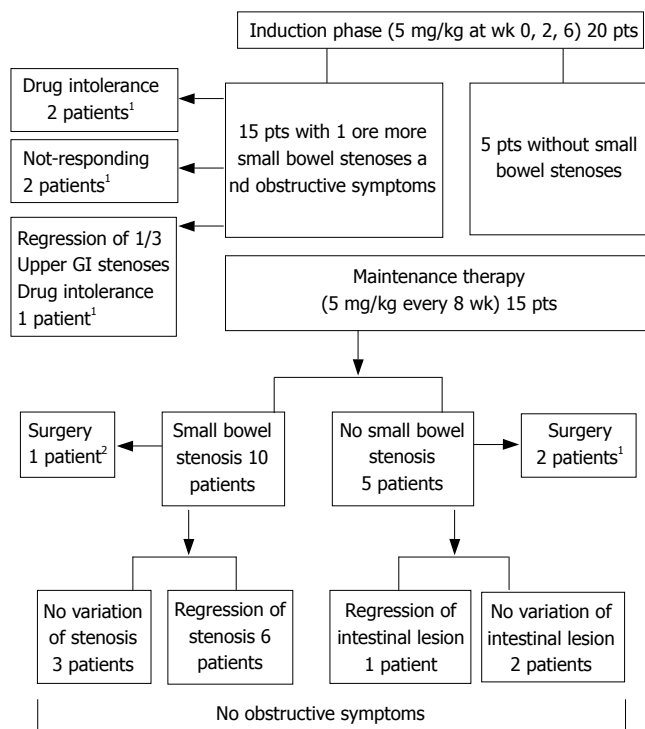 Induction phase (5 mg/kg at wk 0, 2, 6) 20 pts
Drug intolerance
2 patients¹
15 pts with 1 ore more
small bowel stenoses a
nd obstructive symptoms
5 pts without small
bowel stenoses
Not-responding
2 patients¹
Regression of 1/3
Upper GI stenoses
Drug intolerance
1 patient¹
Maintenance therapy
(5 mg/kg every 8 wk) 15 pts
Surgery
1 patient²
Small bowel
stenosis 10
patients
No small bowel
stenosis
5 patients
Surgery
2 patients¹
No variation
of stenosis
3 patients
Regression of
stenosis 6
patients
Regression of
intestinal lesion
1 patient
No variation of
intestinal lesion
2 patients
No obstructive symptoms